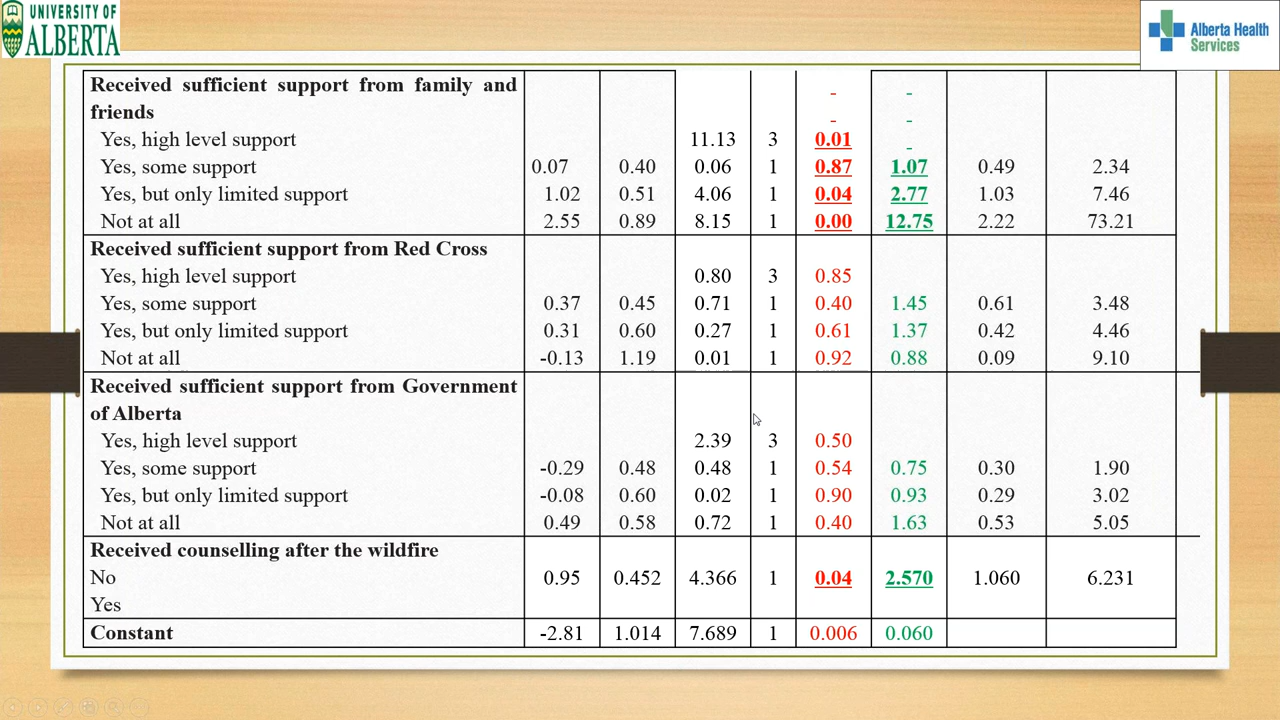 UNIVERSITY OF
ALBERTA
Alberta Health
Services
Received sufficient support from family and - -
friends - -
Yes, high level support 11.13 3 0.01 -
Yes, some support 0.07 0.40 0.06 1 0.87 1.07 0.49 2.34
Yes, but only limited support 1.02 0.51 4.06 1 0.04 2.77 1.03 7.46
Not at all 2.55 0.89 8.15 1 0.00 12.75 2.22 73.21
Received sufficient support from Red Cross
Yes, high level support 0.80 3 0.85
Yes, some support 0.37 0.45 0.71 1 0.40 1.45 0.61 3.48
Yes, but only limited support 0.31 0.60 0.27 1 0.61 1.37 0.42 4.46
Not at all -0.13 1.19 0.01 1 0.92 0.88 0.09 9.10
Received sufficient support from Government
of Alberta
Yes, high level support 2.39 3 0.50
Yes, some support -0.29 0.48 0.48 1 0.54 0.75 0.30 1.90
Yes, but only limited support -0.08 0.60 0.02 1 0.90 0.93 0.29 3.02
Not at all 0.49 0.58 0.72 1 0.40 1.63 0.53 5.05
Received counselling after the wildfire
No 0.95 0.452 4.366 1 0.04 2.570 1.060 6.231
Yes
Constant -2.81 1.014 7.689 1 0.006 0.060